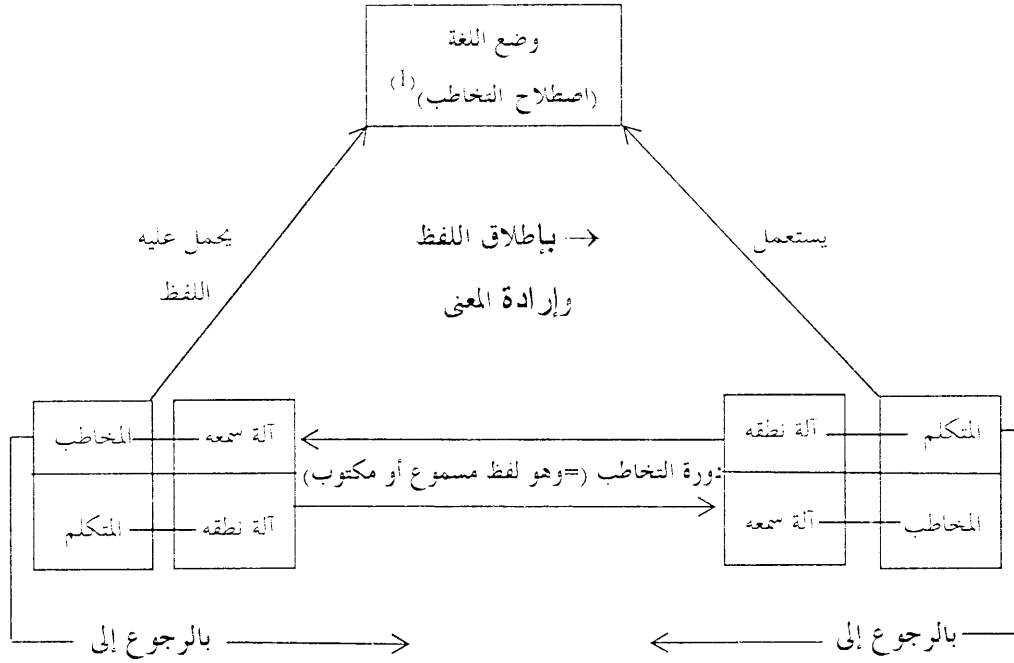 وضع اللغة
(اصطلاح التخاطب)(1)
يستعمل
→ بإطلاق اللفظ
وإرادة المعنى
يحمل عليه
اللفظ
المتكلم
آلة نطقه
آلة سمعه
المخاطب
دورة التخاطب (=وهو لفظ مسموع أو مكتوب)
المخاطب
آلة سمعه
آلة نطقه
المتكلم
بالرجوع إلى
بالرجوع إلى